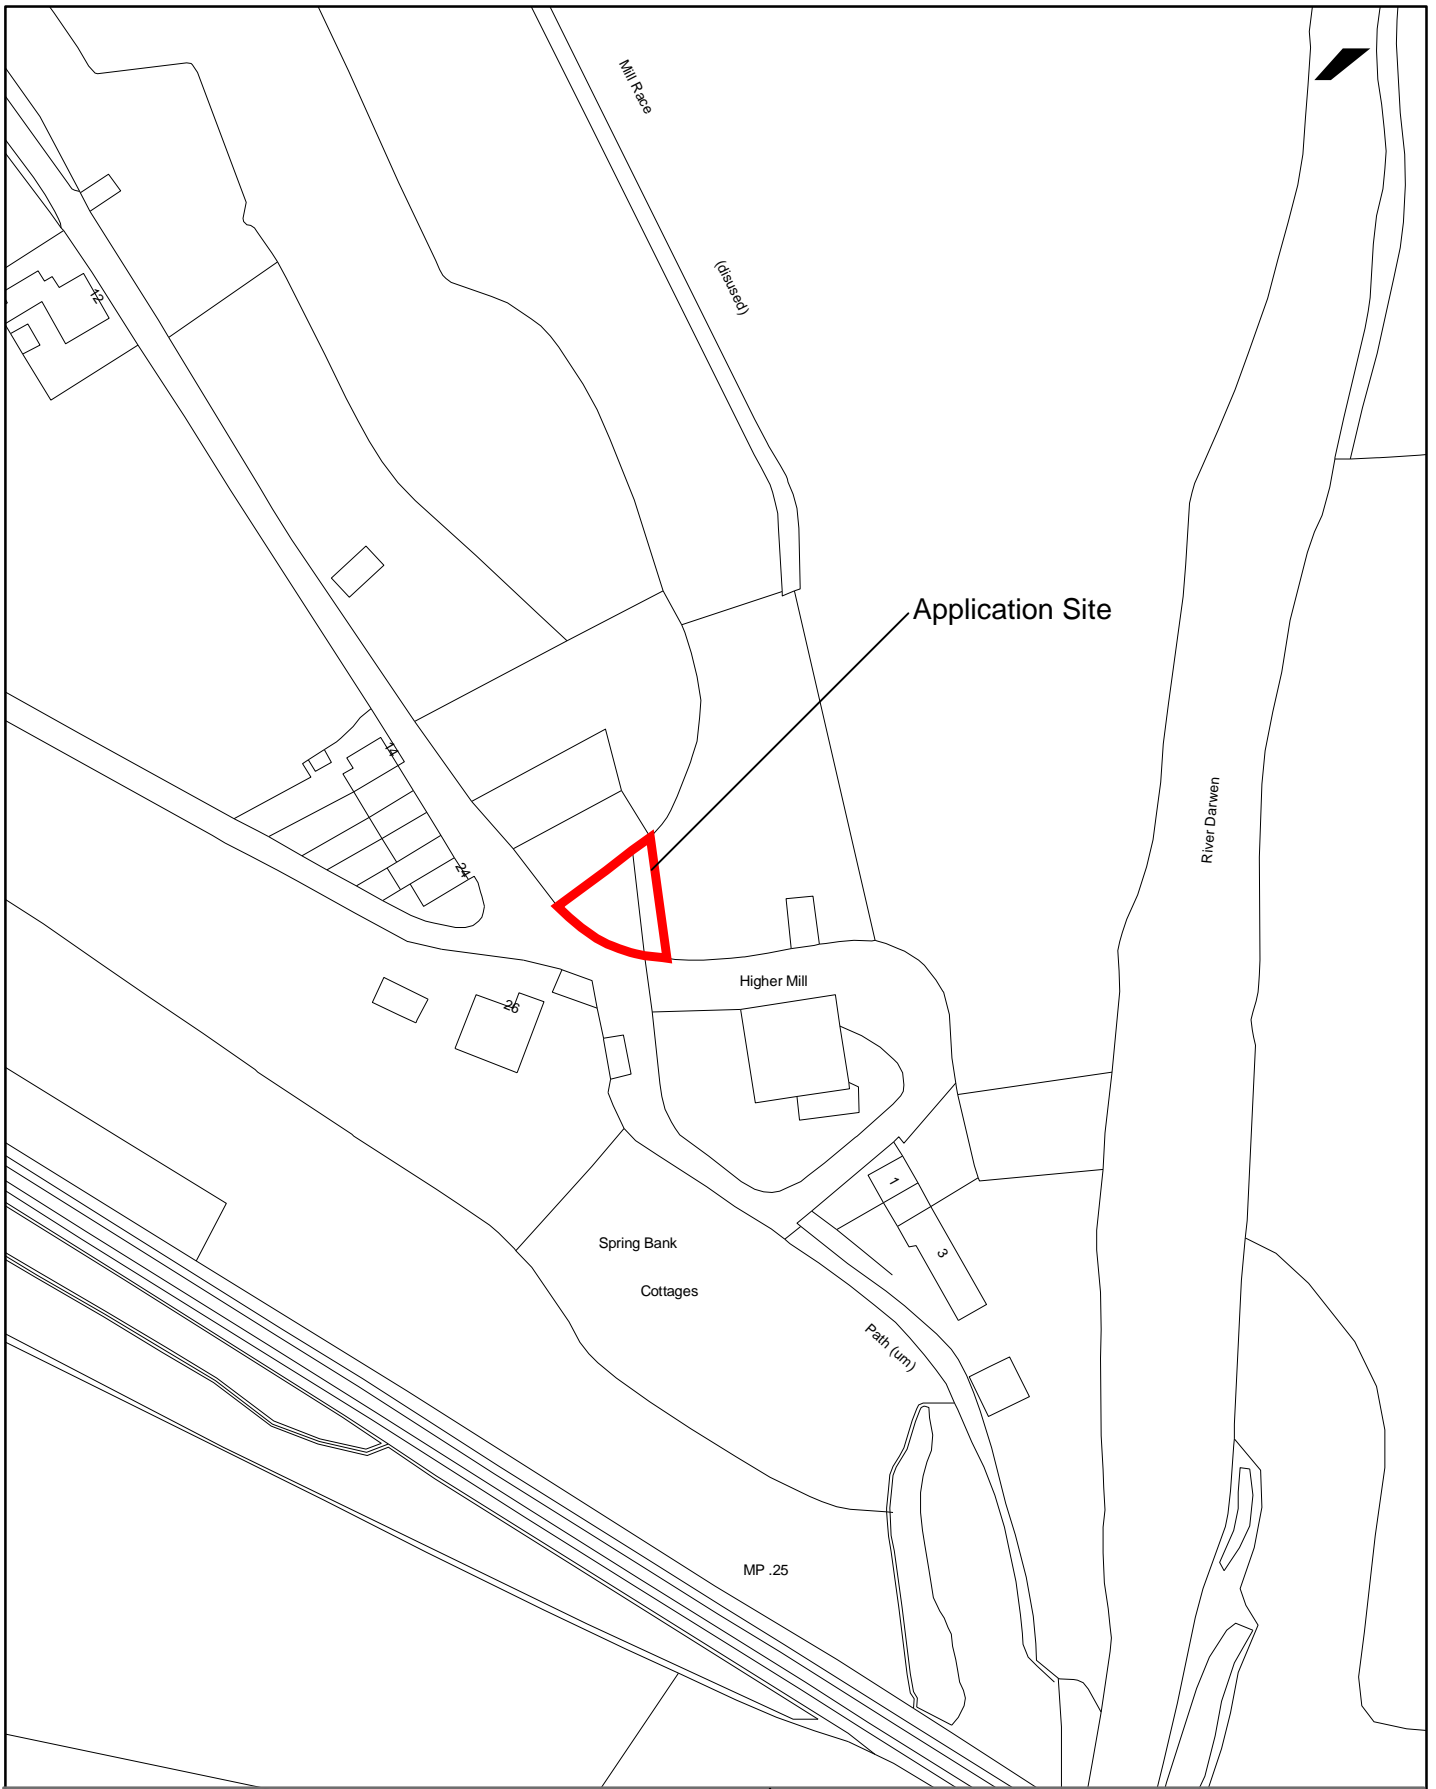 Mill Race
12
(disused)
Application Site
14
River Darwen
24
Higher Mill
26
1
Spring Bank
3
Cottages
Path (um)
MP .25